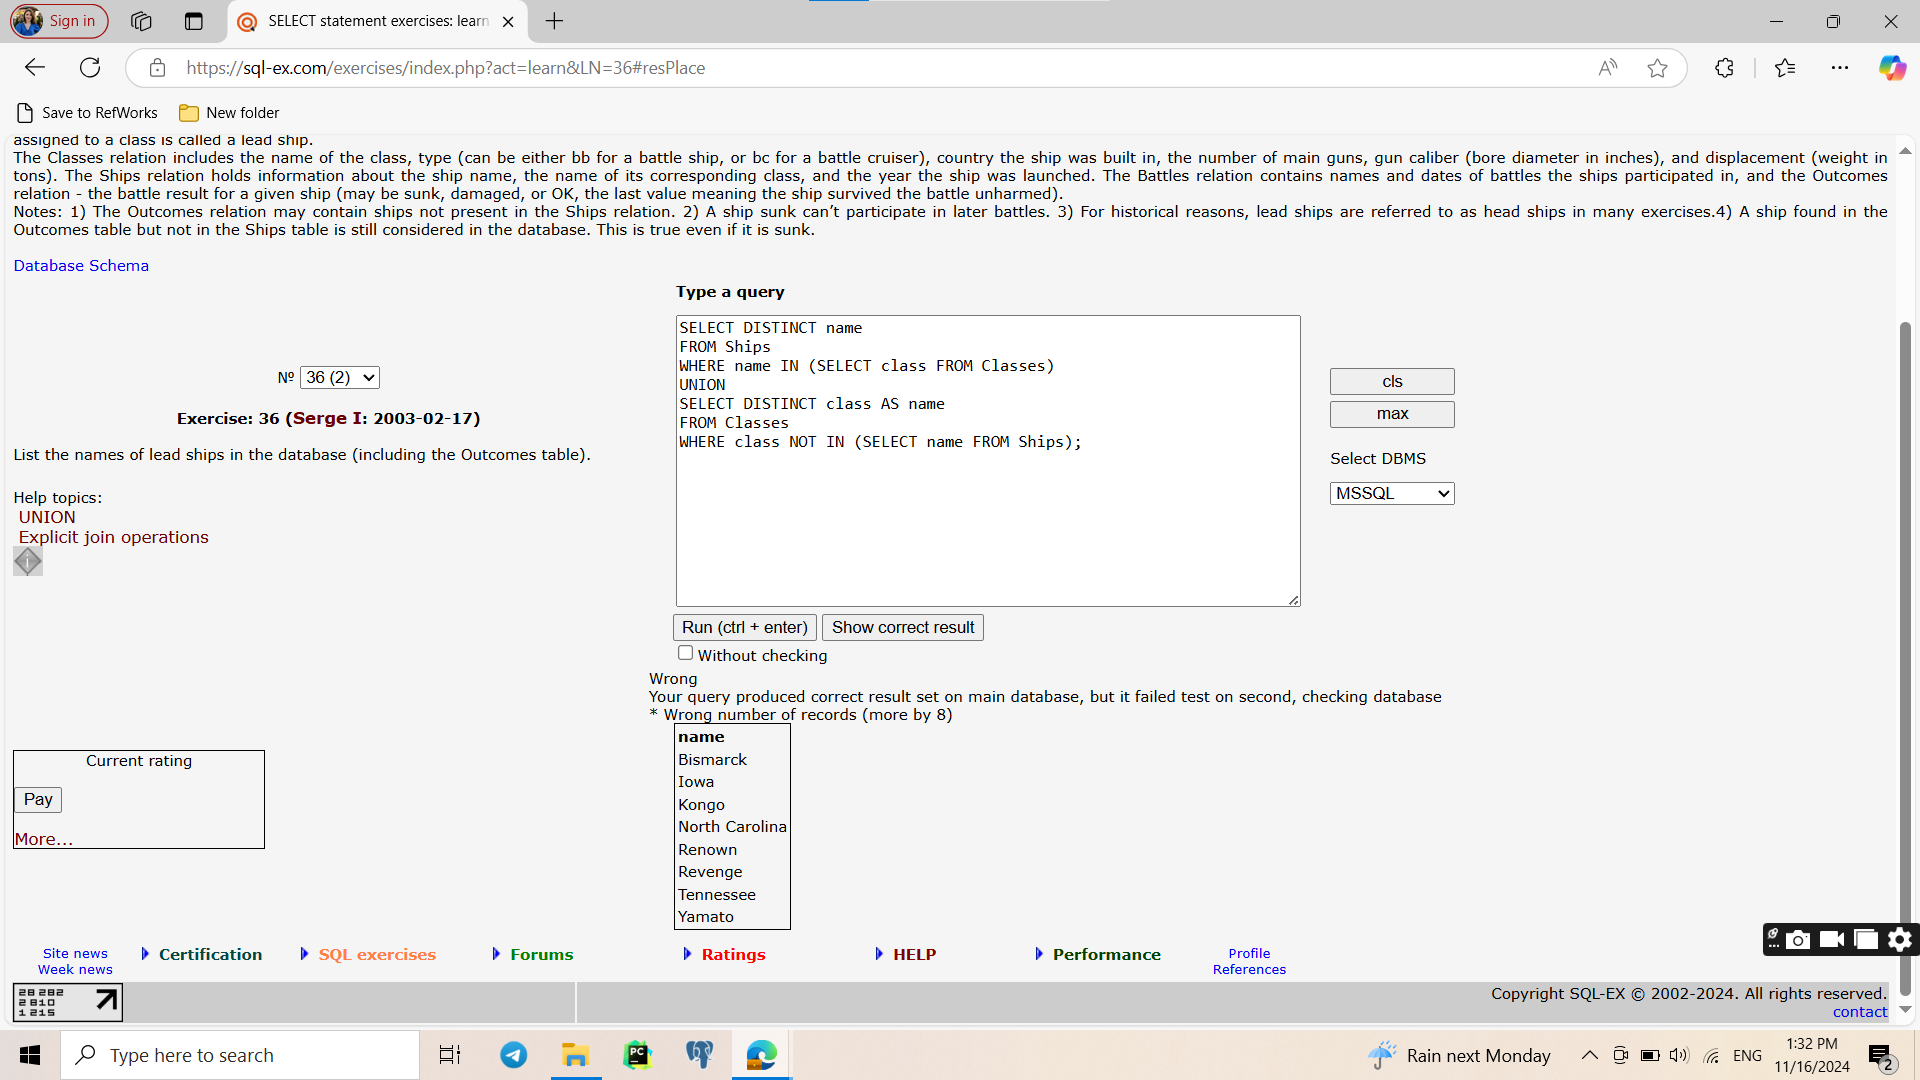 Sign in
SELECT statement exercises: learn
https://sql-ex.com/exercises/index.php?act=learn&LN=36#resPlace
Save to RefWorks
New folder
assigned to a class is called a lead ship.
The Classes relation includes the name of the class, type (can be either bb for a battle ship, or bc for a battle cruiser), country the ship was built in, the number of main guns, gun caliber (bore diameter in inches), and displacement (weight in
tons). The Ships relation holds information about the ship name, the name of its corresponding class, and the year the ship was launched. The Battles relation contains names and dates of battles the ships participated in, and the Outcomes
relation - the battle result for a given ship (may be sunk, damaged, or OK, the last value meaning the ship survived the battle unharmed).
Notes: 1) The Outcomes relation may contain ships not present in the Ships relation. 2) A ship sunk can’t participate in later battles. 3) For historical reasons, lead ships are referred to as head ships in many exercises.4) A ship found in the
Outcomes table but not in the Ships table is still considered in the database. This is true even if it is sunk.
Database Schema
Type a query
SELECT DISTINCT name
FROM Ships
WHERE name IN (SELECT class FROM Classes)
UNION
SELECT DISTINCT class AS name
FROM Classes
WHERE class NOT IN (SELECT name FROM Ships);
№ 36 (2)
Exercise: 36 (Serge I: 2003-02-17)
List the names of lead ships in the database (including the Outcomes table).
Help topics:
UNION
Explicit join operations
cls
max
Select DBMS
MSSQL
Run (ctrl + enter)
Show correct result
Without checking
Wrong
Your query produced correct result set on main database, but it failed test on second, checking database
* Wrong number of records (more by 8)
name
Bismarck
Iowa
Kongo
North Carolina
Renown
Revenge
Tennessee
Yamato
Current rating
Pay
More...
Site news
Week news
Certification
SQL exercises
Forums
Ratings
HELP
Performance
Profile
References
28 282
2 810
1 215
Copyright SQL-EX © 2002-2024. All rights reserved.
contact
Type here to search
PC
Rain next Monday
ENG
1:32 PM
11/16/2024
2